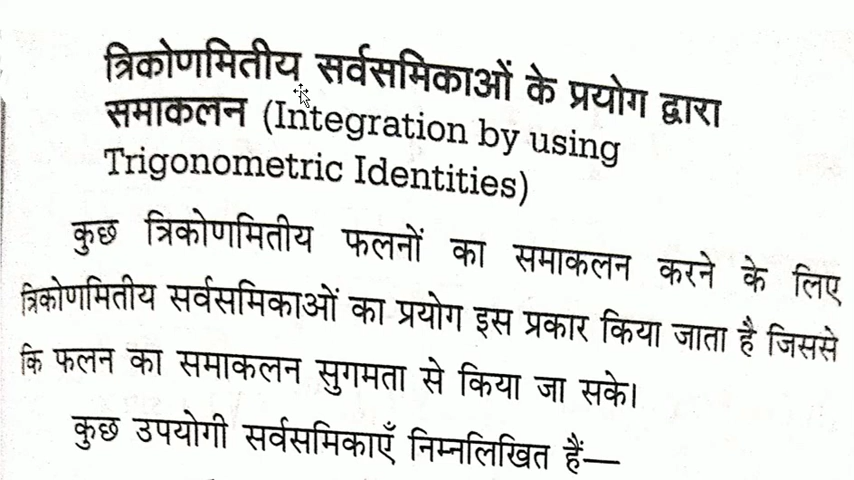 त्रिकोणमितीय सर्वसमिकाओं के प्रयोग द्वारा
समाकलन (Integration by using
Trigonometric Identities)
कुछ त्रिकोणमितीय फलनों का समाकलन करने के लिए
त्रिकोणमितीय सर्वसमिकाओं का प्रयोग इस प्रकार किया जाता है जिससे
कि फलन का समाकलन सुगमता से किया जा सके।
कुछ उपयोगी सर्वसमिकाएँ निम्नलिखित हैं—